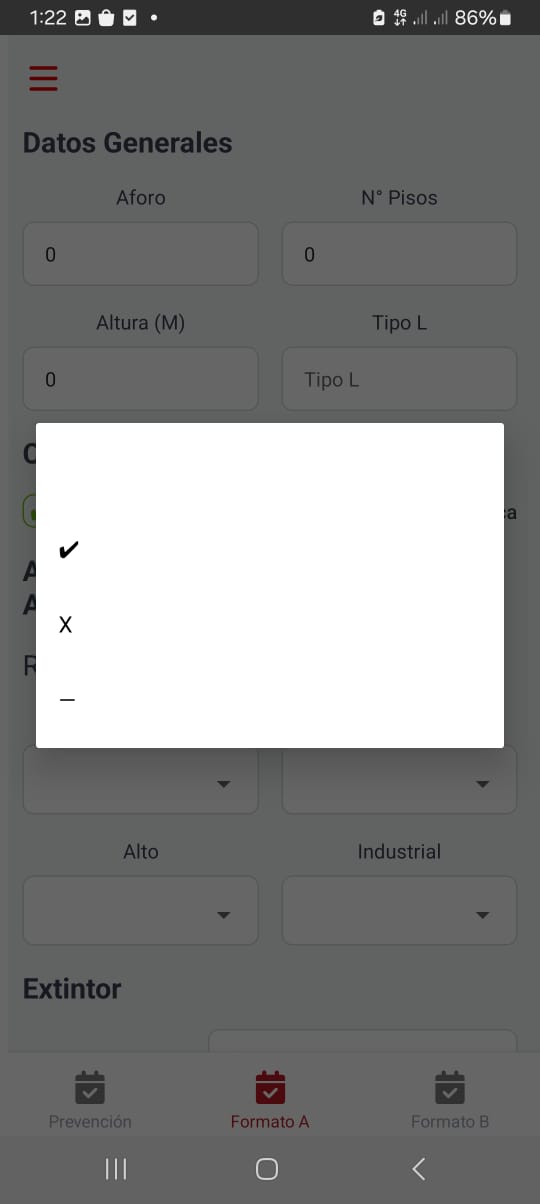 1:22 4G 86%
Datos Generales
Aforo N° Pisos
0 0
Altura (M) Tipo L
0 Tipo L
✔
X
–
Alto Industrial
Extintor
Prevención Formato A Formato B